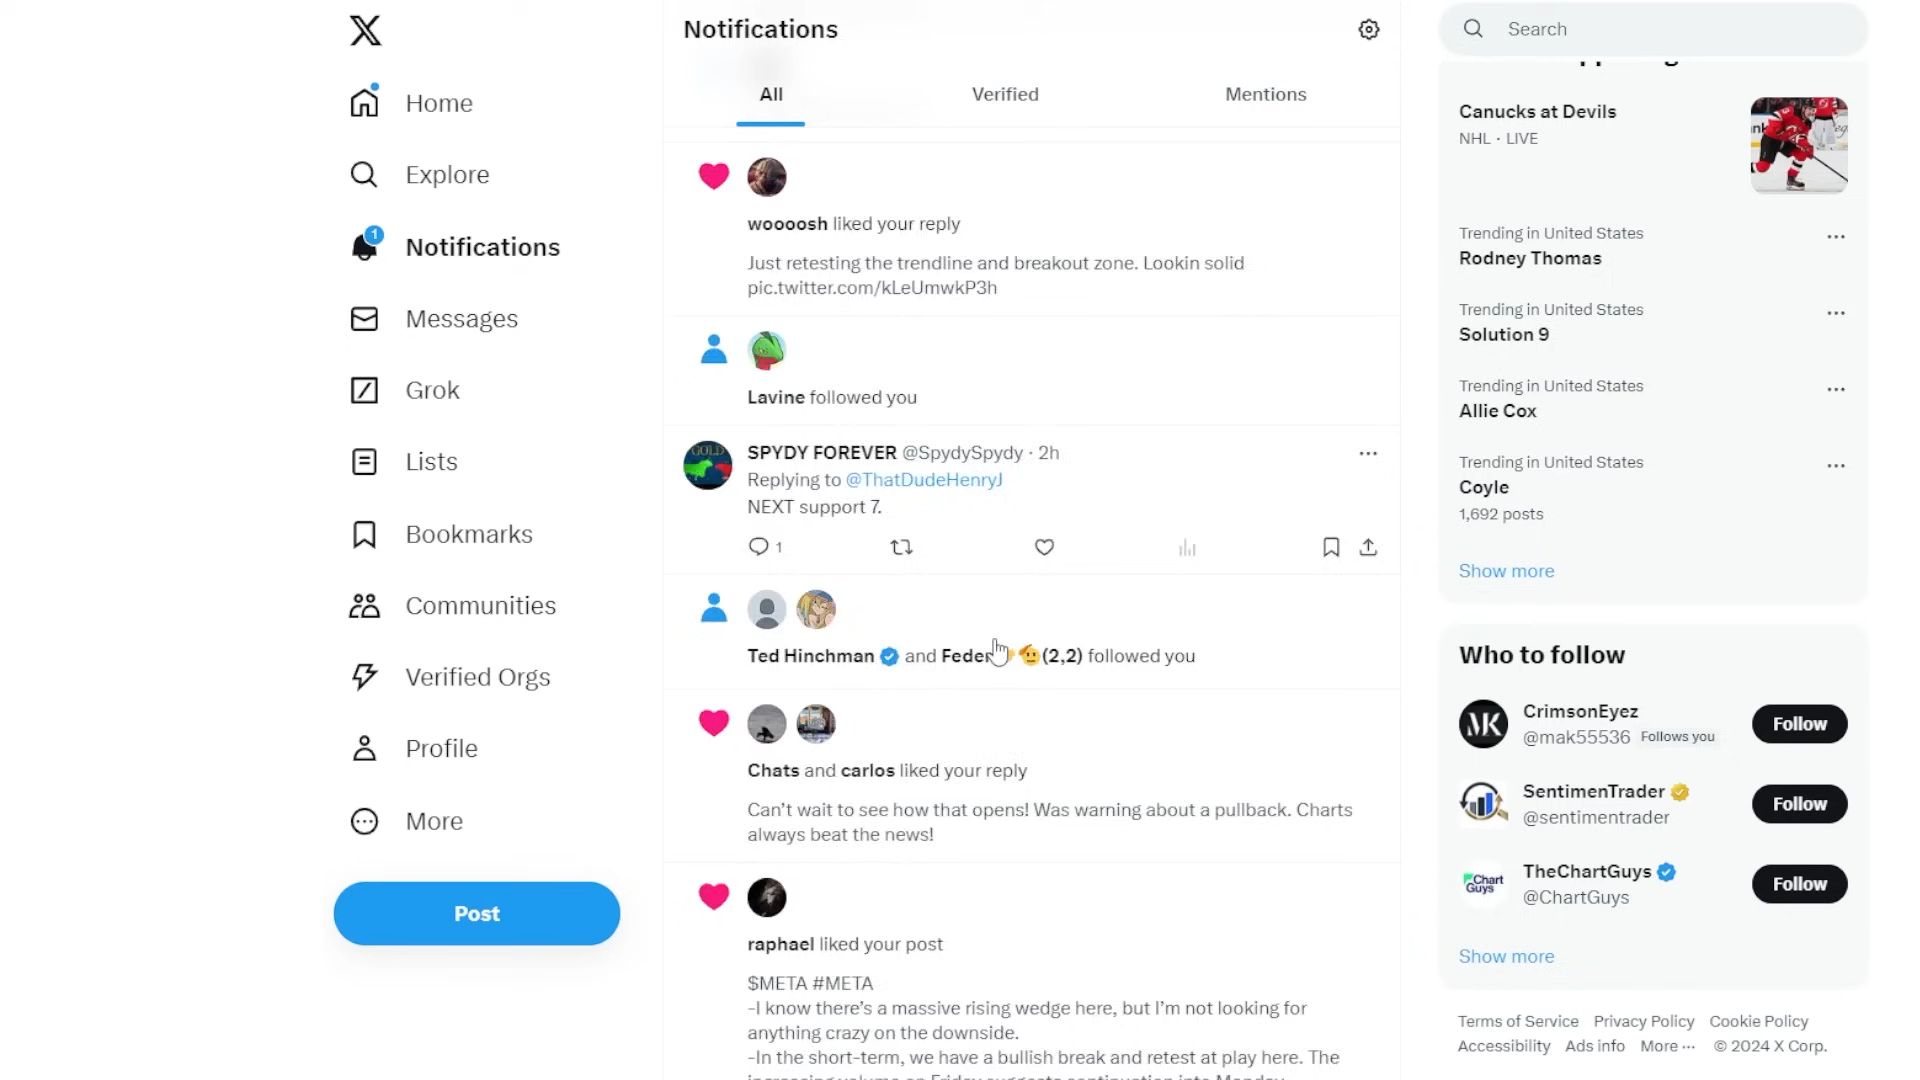 Home
Explore
1
Notifications
Messages
Grok
Lists
Bookmarks
Communities
Verified Orgs
Profile
More
Post
Notifications
All
Verified
Mentions
woooosh liked your reply
Just retesting the trendline and breakout zone. Lookin solid
pic.twitter.com/kLeUmwkP3h
Lavine followed you
GOLD
SPYDY FOREVER @SpydySpydy · 2h
Replying to @ThatDudeHenryJ
NEXT support 7.
1
Ted Hinchman and Feder (2,2) followed you
Chats and carlos liked your reply
Can’t wait to see how that opens! Was warning about a pullback. Charts
always beat the news!
raphael liked your post
$META #META
-I know there’s a massive rising wedge here, but I’m not looking for
anything crazy on the downside.
-In the short-term, we have a bullish break and retest at play here. The
Search
Canucks at Devils
NHL · LIVE
Trending in United States
Rodney Thomas
Trending in United States
Solution 9
Trending in United States
Allie Cox
Trending in United States
Coyle
1,692 posts
Show more
Who to follow
MK
CrimsonEyez
@mak55536 Follows you
Follow
SentimenTrader
@sentimentrader
Follow
Chart
Guys
TheChartGuys
@ChartGuys
Follow
Show more
Terms of Service Privacy Policy Cookie Policy
Accessibility Ads info More ··· © 2024 X Corp.